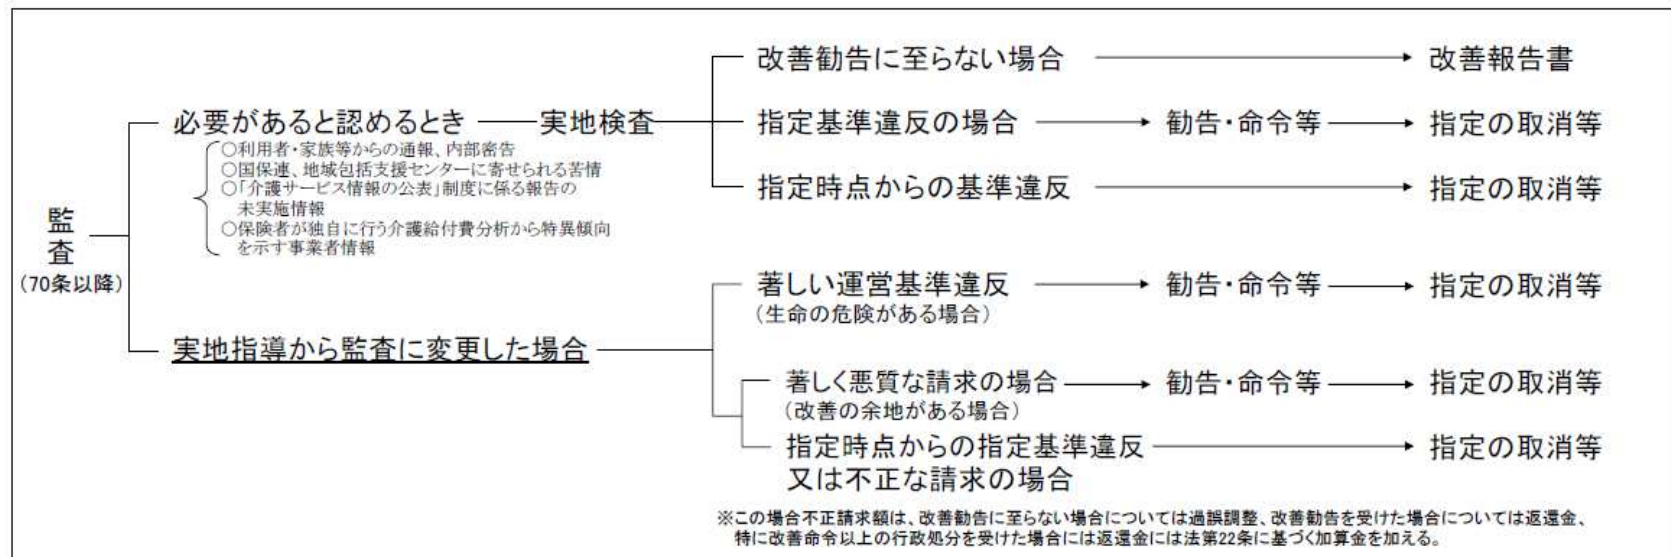 監査
(70条以降)
必要があると認めるとき
実地検査
○利用者・家族等からの通報、内部密告
○国保連、地域包括支援センターに寄せられる苦情
○「介護サービス情報の公表」制度に係る報告の
未実施情報
○保険者が独自に行う介護給付費分析から特異傾向
を示す事業者情報
改善勧告に至らない場合
改善報告書
指定基準違反の場合
勧告・命令等
指定の取消等
指定時点からの基準違反
指定の取消等
実地指導から監査に変更した場合
著しい運営基準違反
(生命の危険がある場合)
勧告・命令等
指定の取消等
著しく悪質な請求の場合
(改善の余地がある場合)
勧告・命令等
指定の取消等
指定時点からの指定基準違反
又は不正な請求の場合
指定の取消等
※この場合不正請求額は、改善勧告に至らない場合については過誤調整、改善勧告を受けた場合については返還金、
特に改善命令以上の行政処分を受けた場合には返還金には法第22条に基づく加算金を加える。